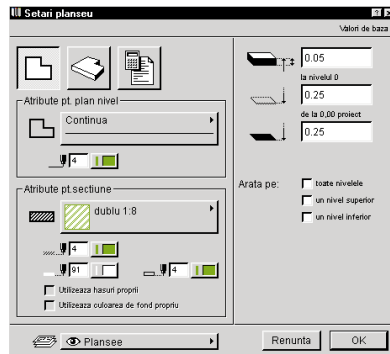 Setari planseu
Valori de baza
0.05
la nivelul 0
0.25
de la 0,00 proiect
0.25
Atribute pt. plan nivel
Continua
4
Arata pe:
toate nivelele
un nivel superior
un nivel inferior
Atribute pt.sectiune
dublu 1:8
4
91
4
Utilizeaza hasuri proprii
Utilizeaza culoarea de fond propriu
Plansee
Renunta
OK